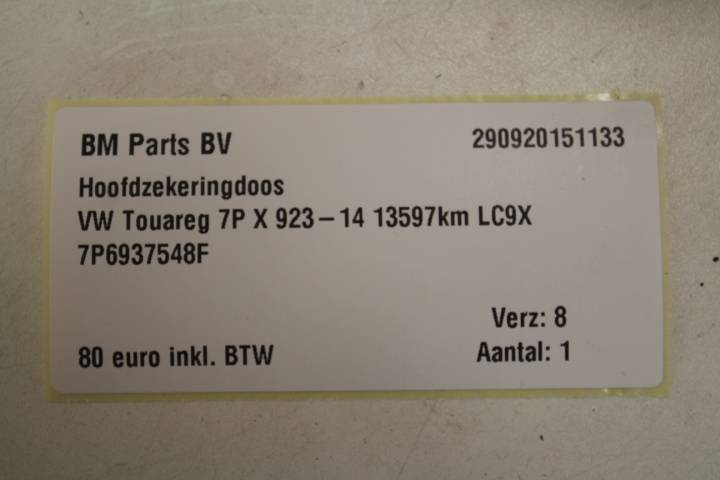 BM Parts BV 290920151133
Hoofdzekeringdoos
VW Touareg 7P X 923-14 13597km LC9X
7P6937548F
Verz: 8
80 euro inkl. BTW Aantal: 1